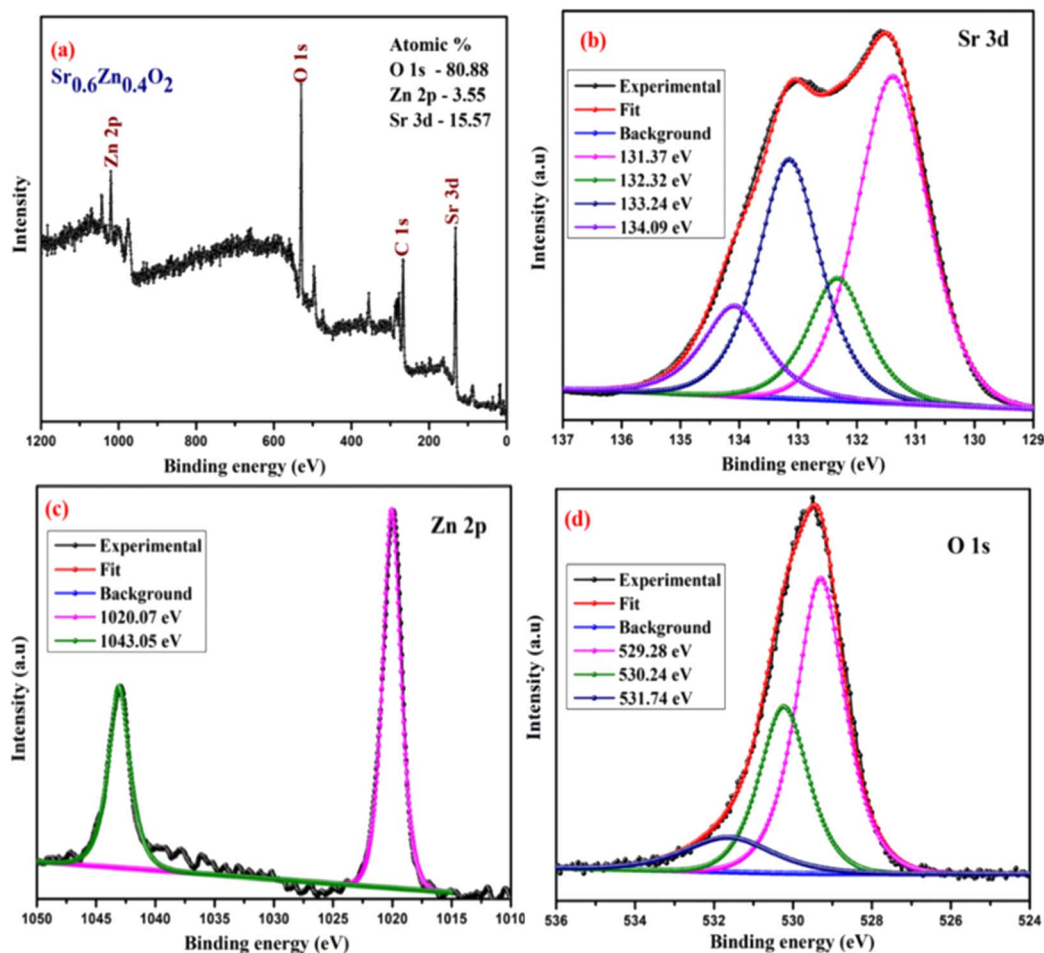 (a)
Sr0.6Zn0.4O2
Atomic %
O 1s - 80.88
Zn 2p - 3.55
Sr 3d - 15.57
Zn 2p
O 1s
C 1s
Sr 3d
Intensity
1200 1000 800 600 400 200 0
Binding energy (eV)
(b)
Sr 3d
Experimental
Fit
Background
131.37 eV
132.32 eV
133.24 eV
134.09 eV
Intensity (a.u)
137 136 135 134 133 132 131 130 129
Binding energy (eV)
(c)
Zn 2p
Experimental
Fit
Background
1020.07 eV
1043.05 eV
Intensity (a.u)
1050 1045 1040 1035 1030 1025 1020 1015 1010
Binding energy (eV)
(d)
O 1s
Experimental
Fit
Background
529.28 eV
530.24 eV
531.74 eV
Intensity (a.u)
536 534 532 530 528 526 524
Binding energy (eV)